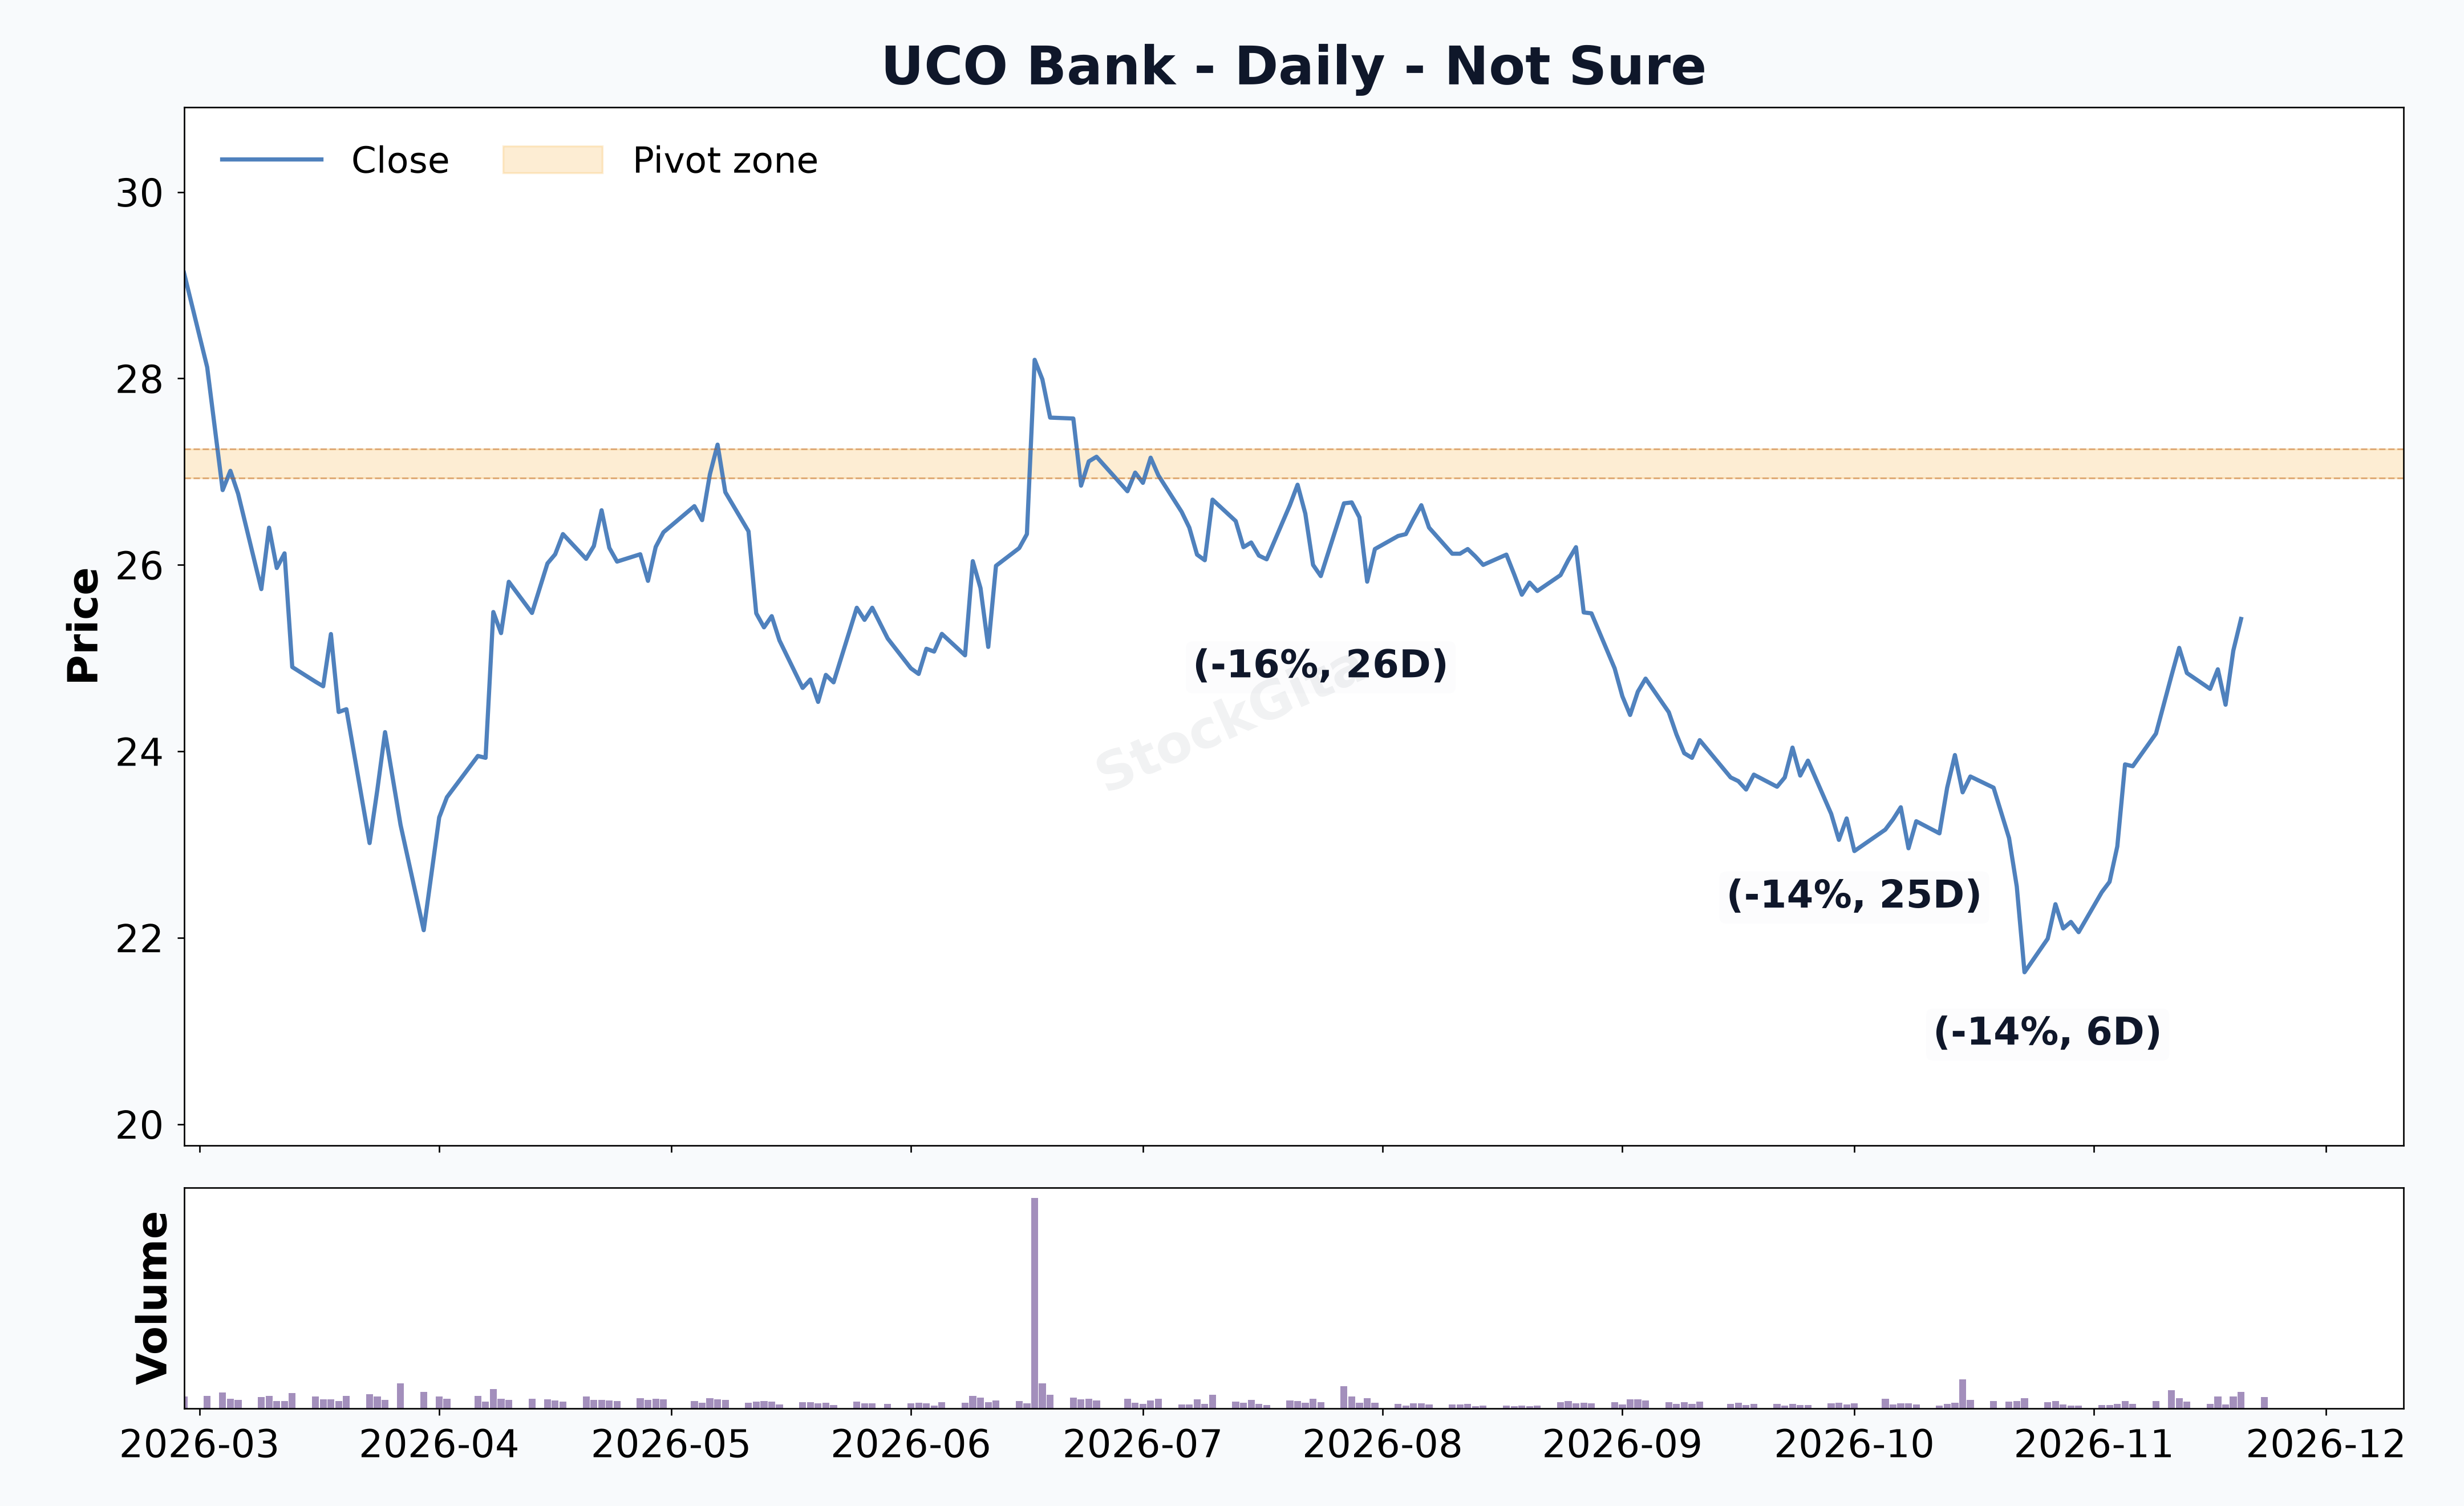 UCO Bank - Daily - Not Sure
Close
Pivot zone
Price
30
28
26
24
22
20
(-16%, 26D)
StockGita
(-14%, 25D)
(-14%, 6D)
Volume
2026-03
2026-04
2026-05
2026-06
2026-07
2026-08
2026-09
2026-10
2026-11
2026-12